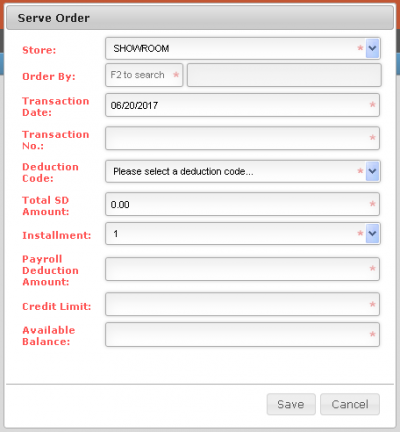 Serve Order
Store: SHOWROOM *
Order By: F2 to search *
Transaction Date: 06/20/2017 *
Transaction No.: *
Deduction Code: Please select a deduction code... *
Total SD Amount: 0.00 *
Installment: 1 *
Payroll Deduction Amount: *
Credit Limit: *
Available Balance: *
Save Cancel